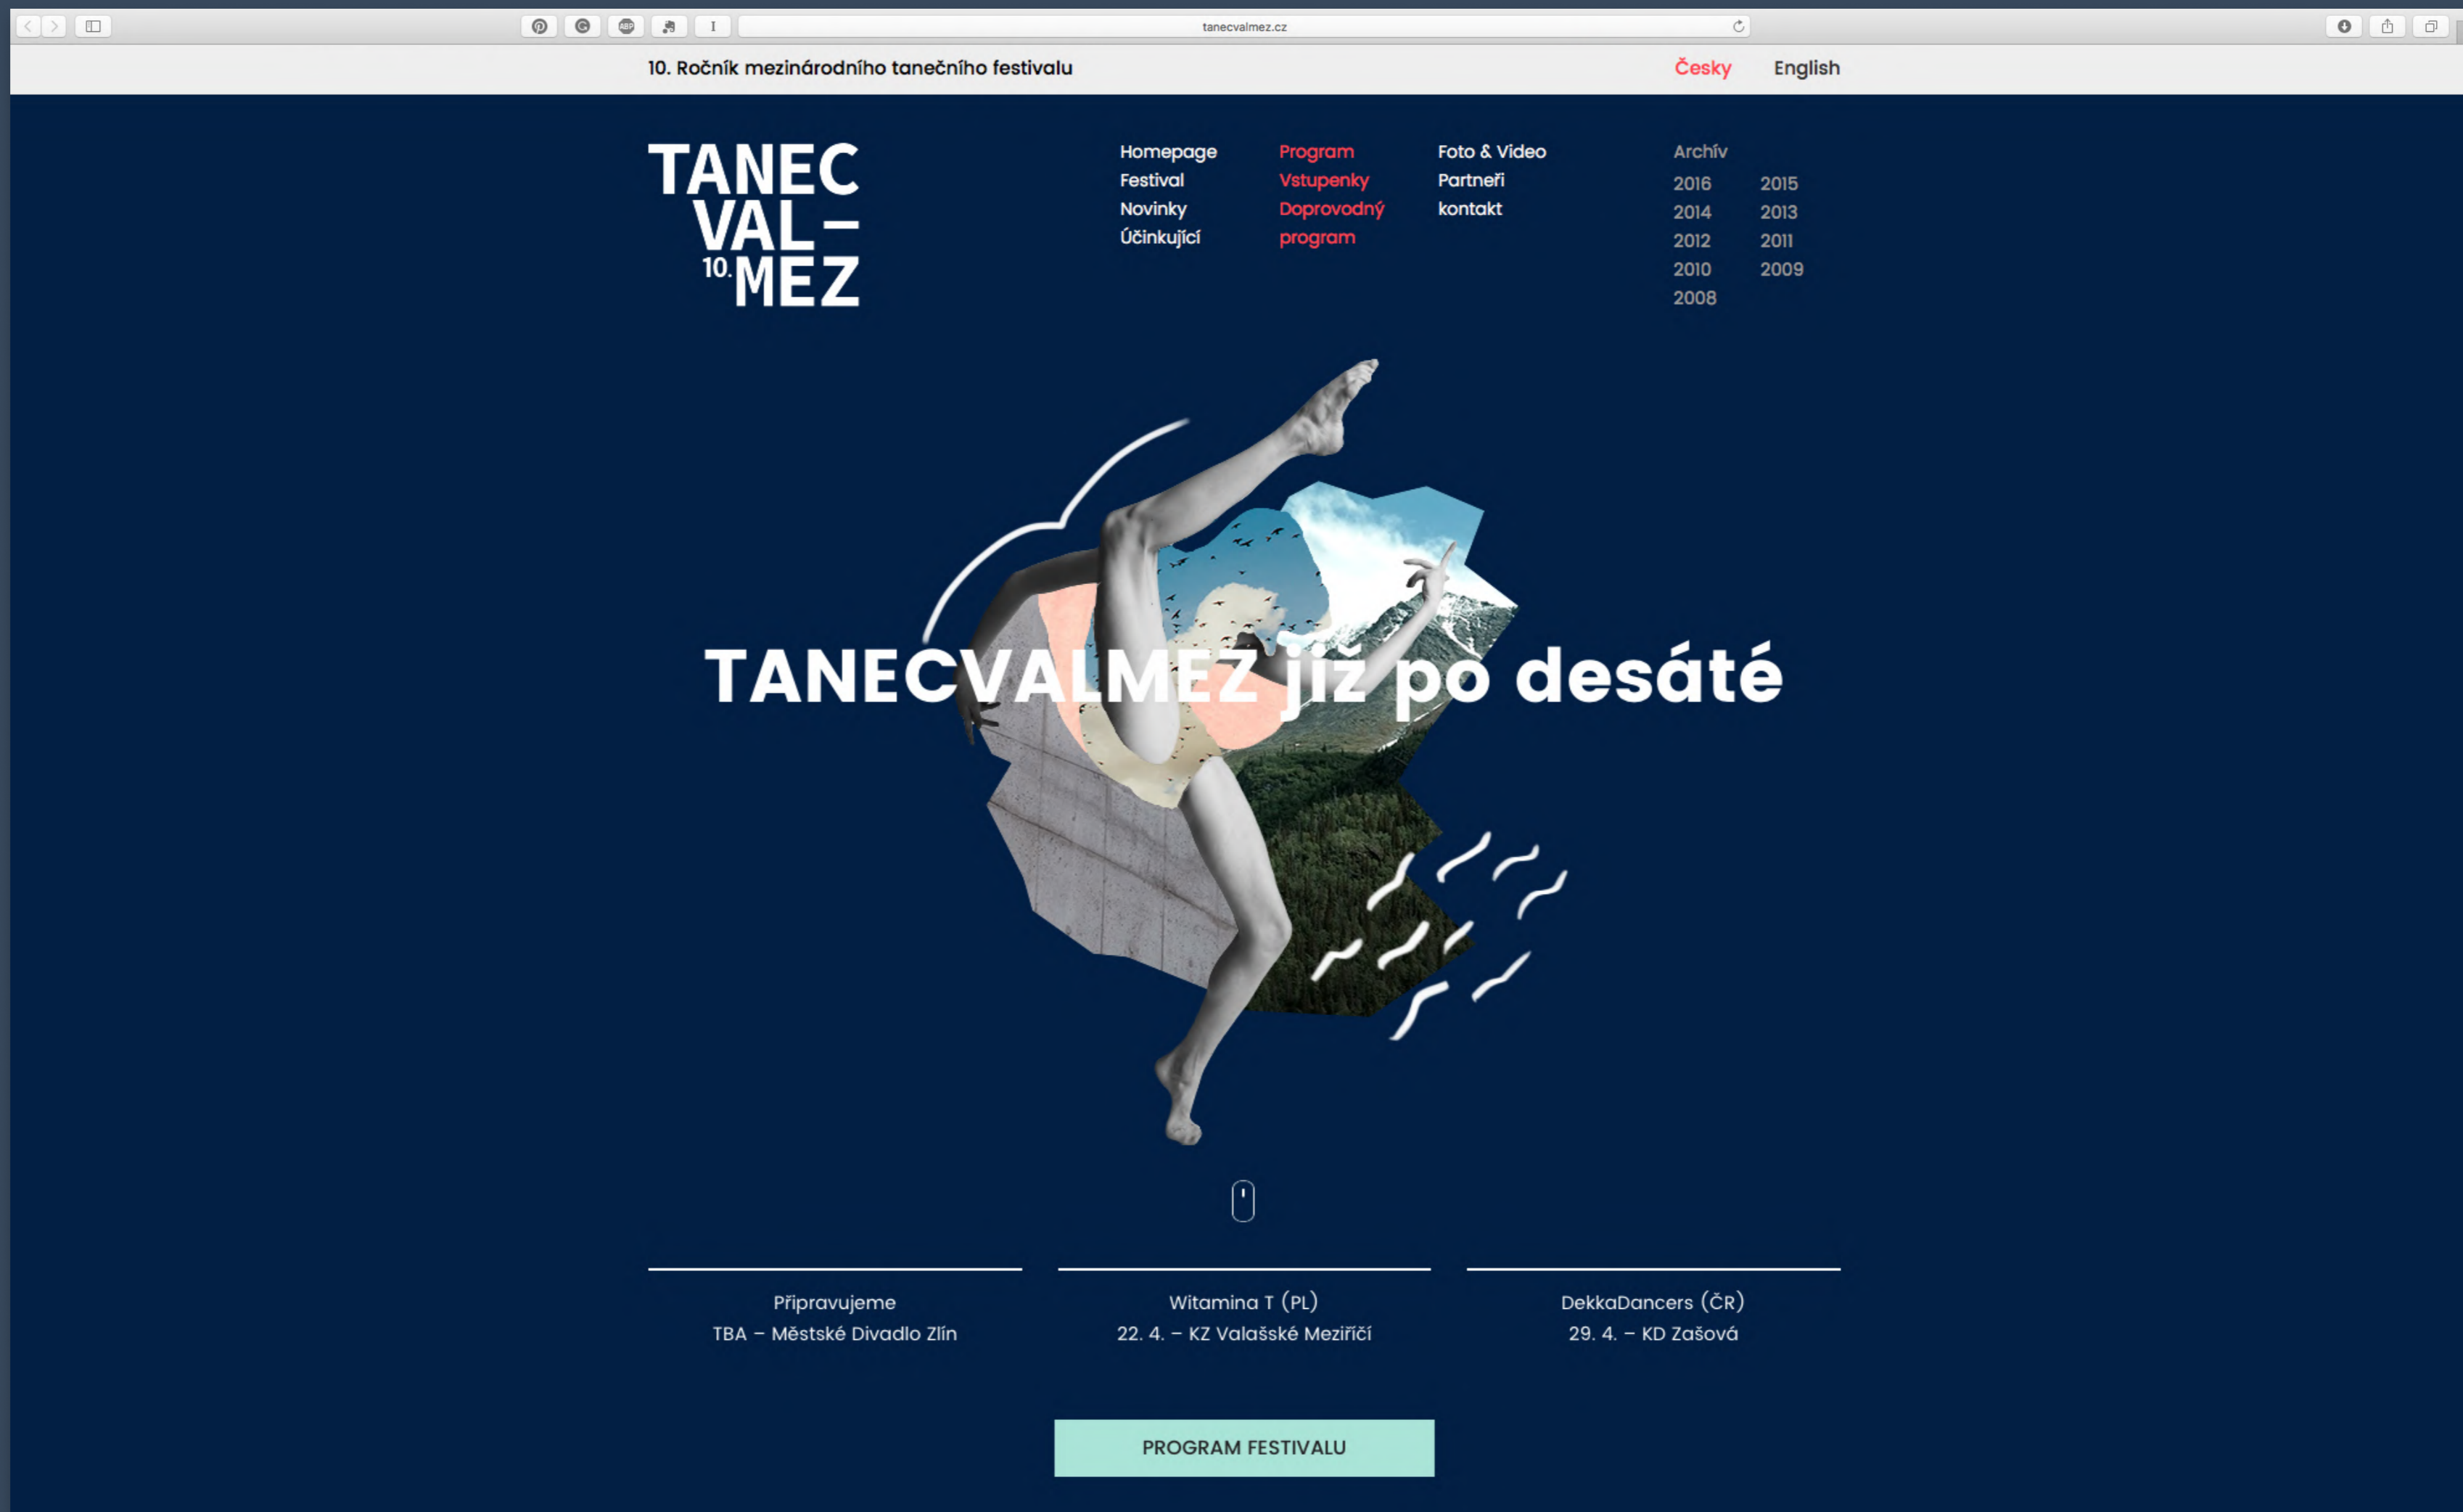 tanecvalmez.cz
10. Ročník mezinárodního tanečního festivalu
Česky English
TANEC
VAL–
10. MEZ
Homepage
Festival
Novinky
Účinkující
Program
Vstupenky
Doprovodný
program
Foto & Video
Partneři
kontakt
Archív
2016 2015
2014 2013
2012 2011
2010 2009
2008
TANECVALMEZ již po desáté
Připravujeme
TBA – Městské Divadlo Zlín
Witamina T (PL)
22. 4. – KZ Valašské Meziříčí
DekkaDancers (ČR)
29. 4. – KD Zašová
PROGRAM FESTIVALU